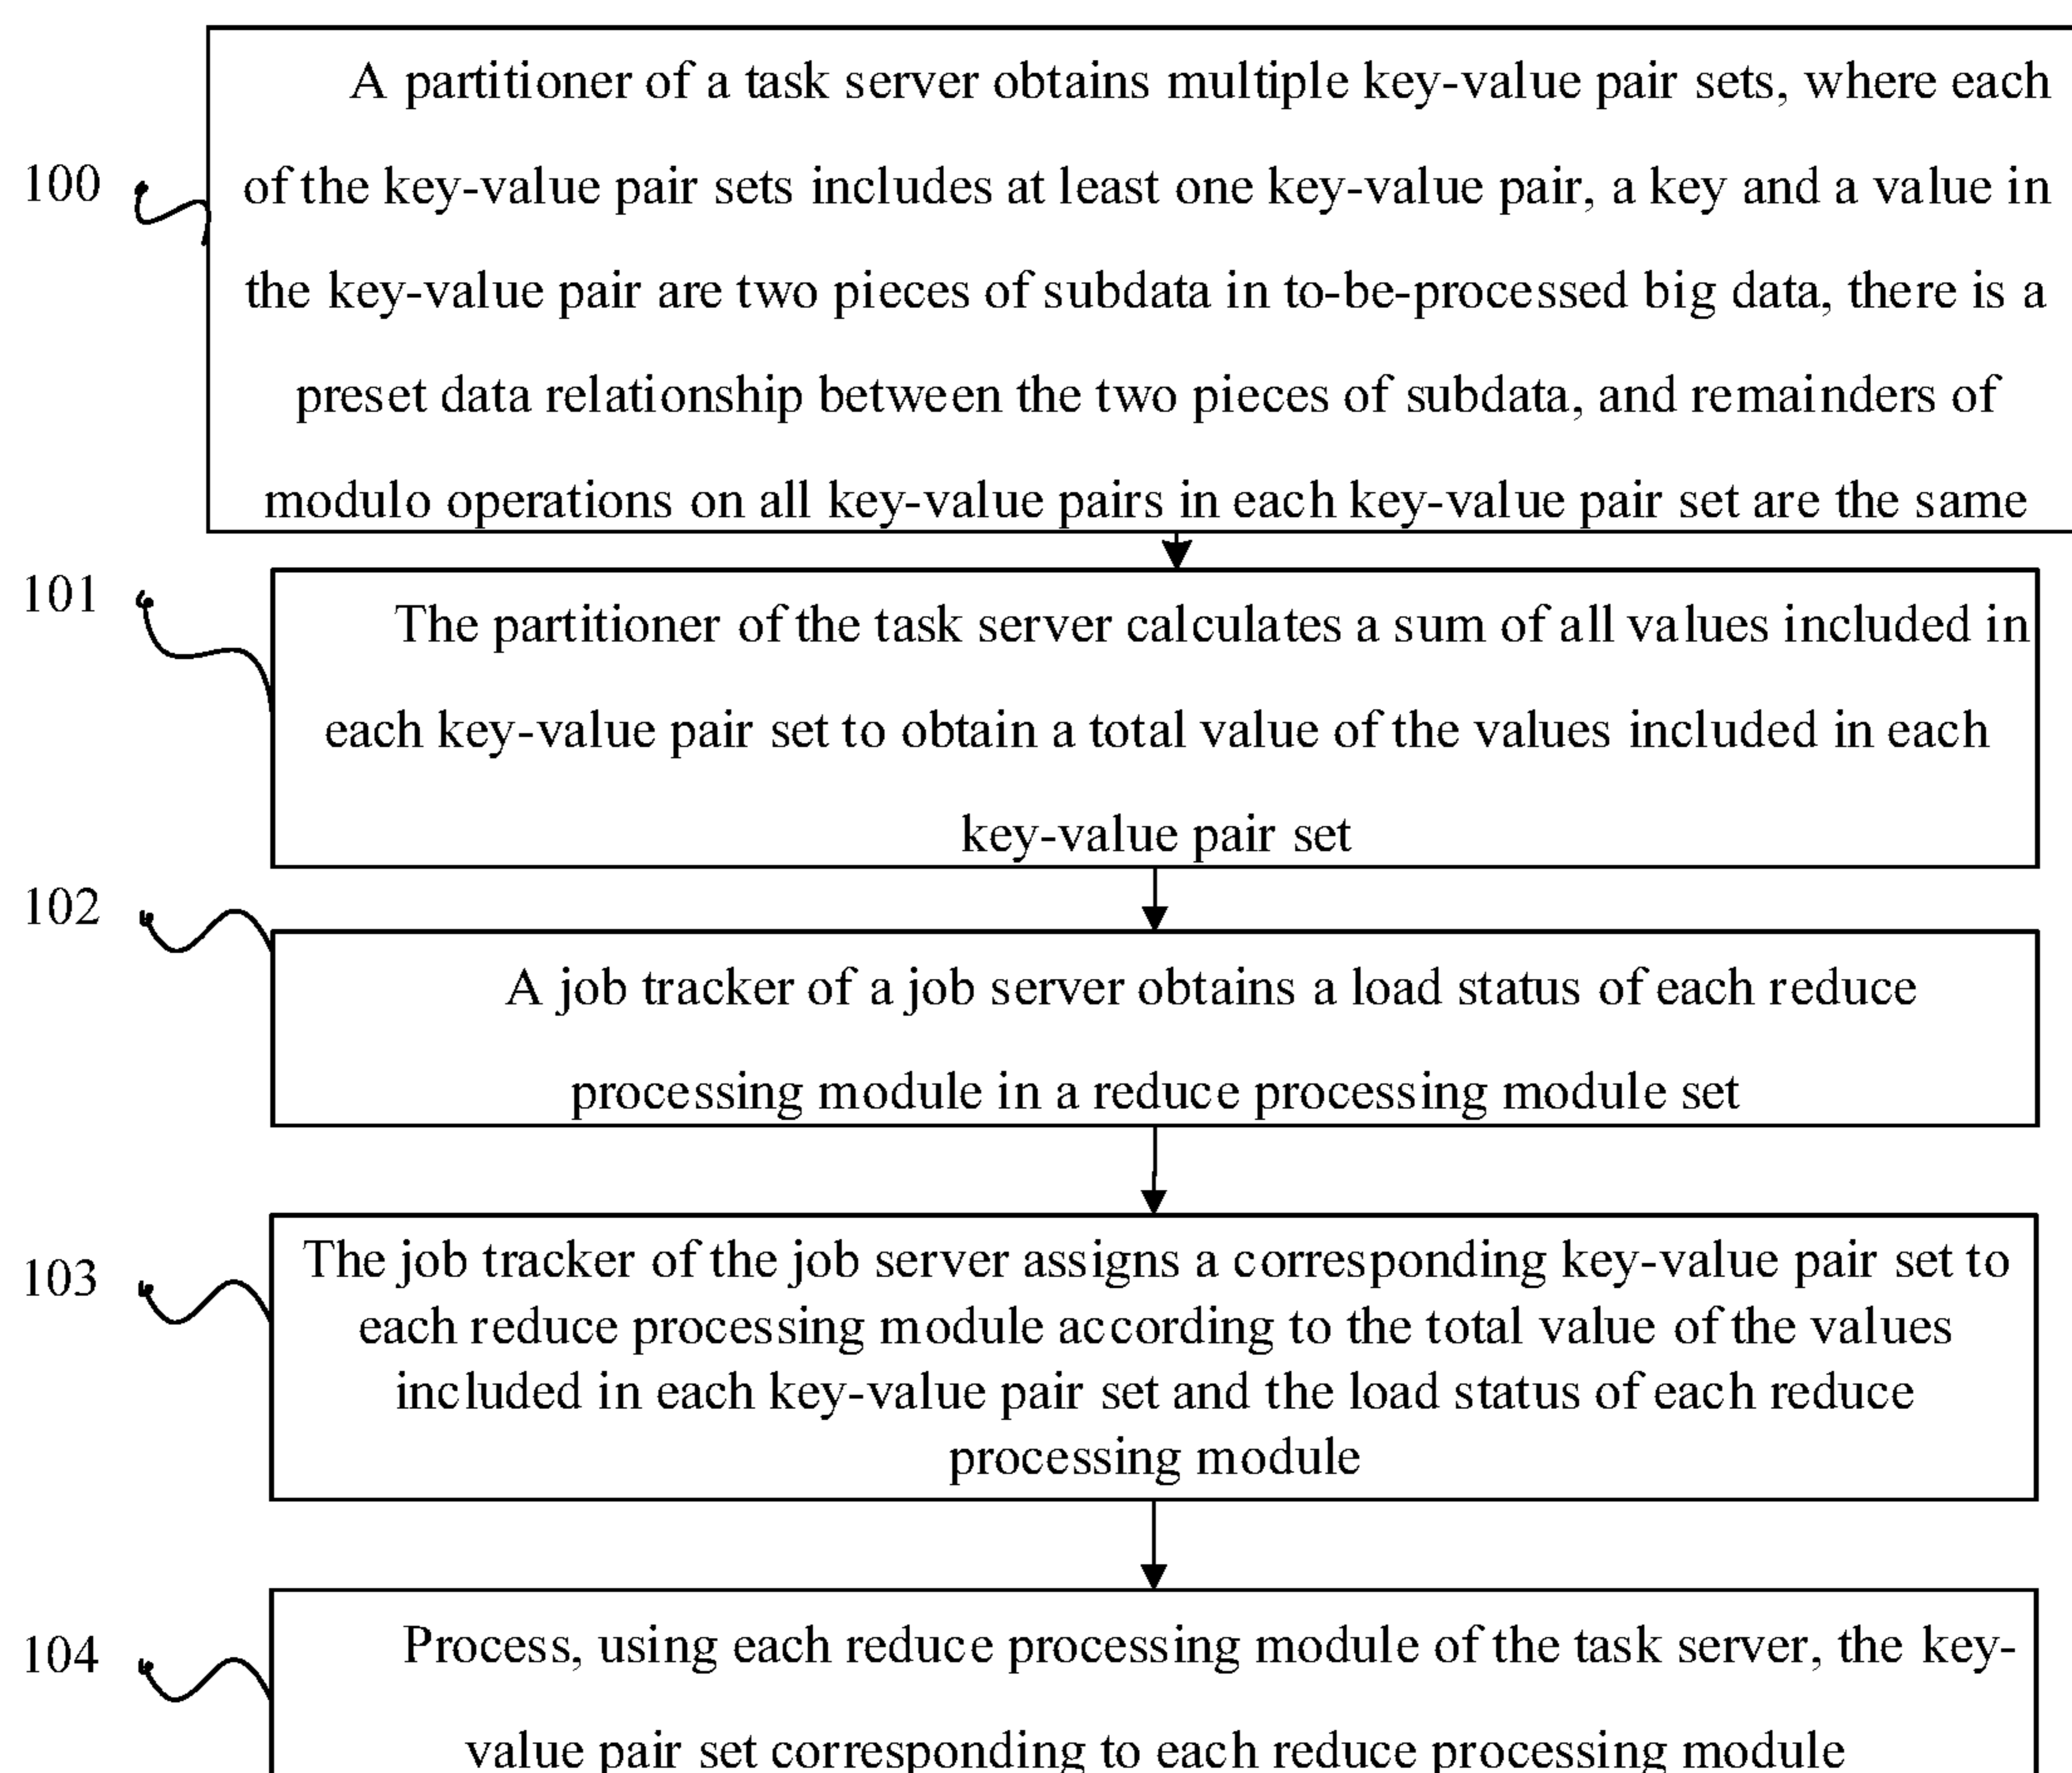 A partitioner of a task server obtains multiple key-value pair sets, where each
100
of the key-value pair sets includes at least one key-value pair, a key and a value in
the key-value pair are two pieces of subdata in to-be-processed big data, there is a
preset data relationship between the two pieces of subdata, and remainders of
modulo operations on all key-value pairs in each key-value pair set are the same
101
The partitioner of the task server calculates a sum of all values included in
each key-value pair set to obtain a total value of the values included in each
key-value pair set
102
A job tracker of a job server obtains a load status of each reduce
processing module in a reduce processing module set
103
The job tracker of the job server assigns a corresponding key-value pair set to
each reduce processing module according to the total value of the values
included in each key-value pair set and the load status of each reduce
processing module
104
Process, using each reduce processing module of the task server, the key-
value pair set corresponding to each reduce processing module